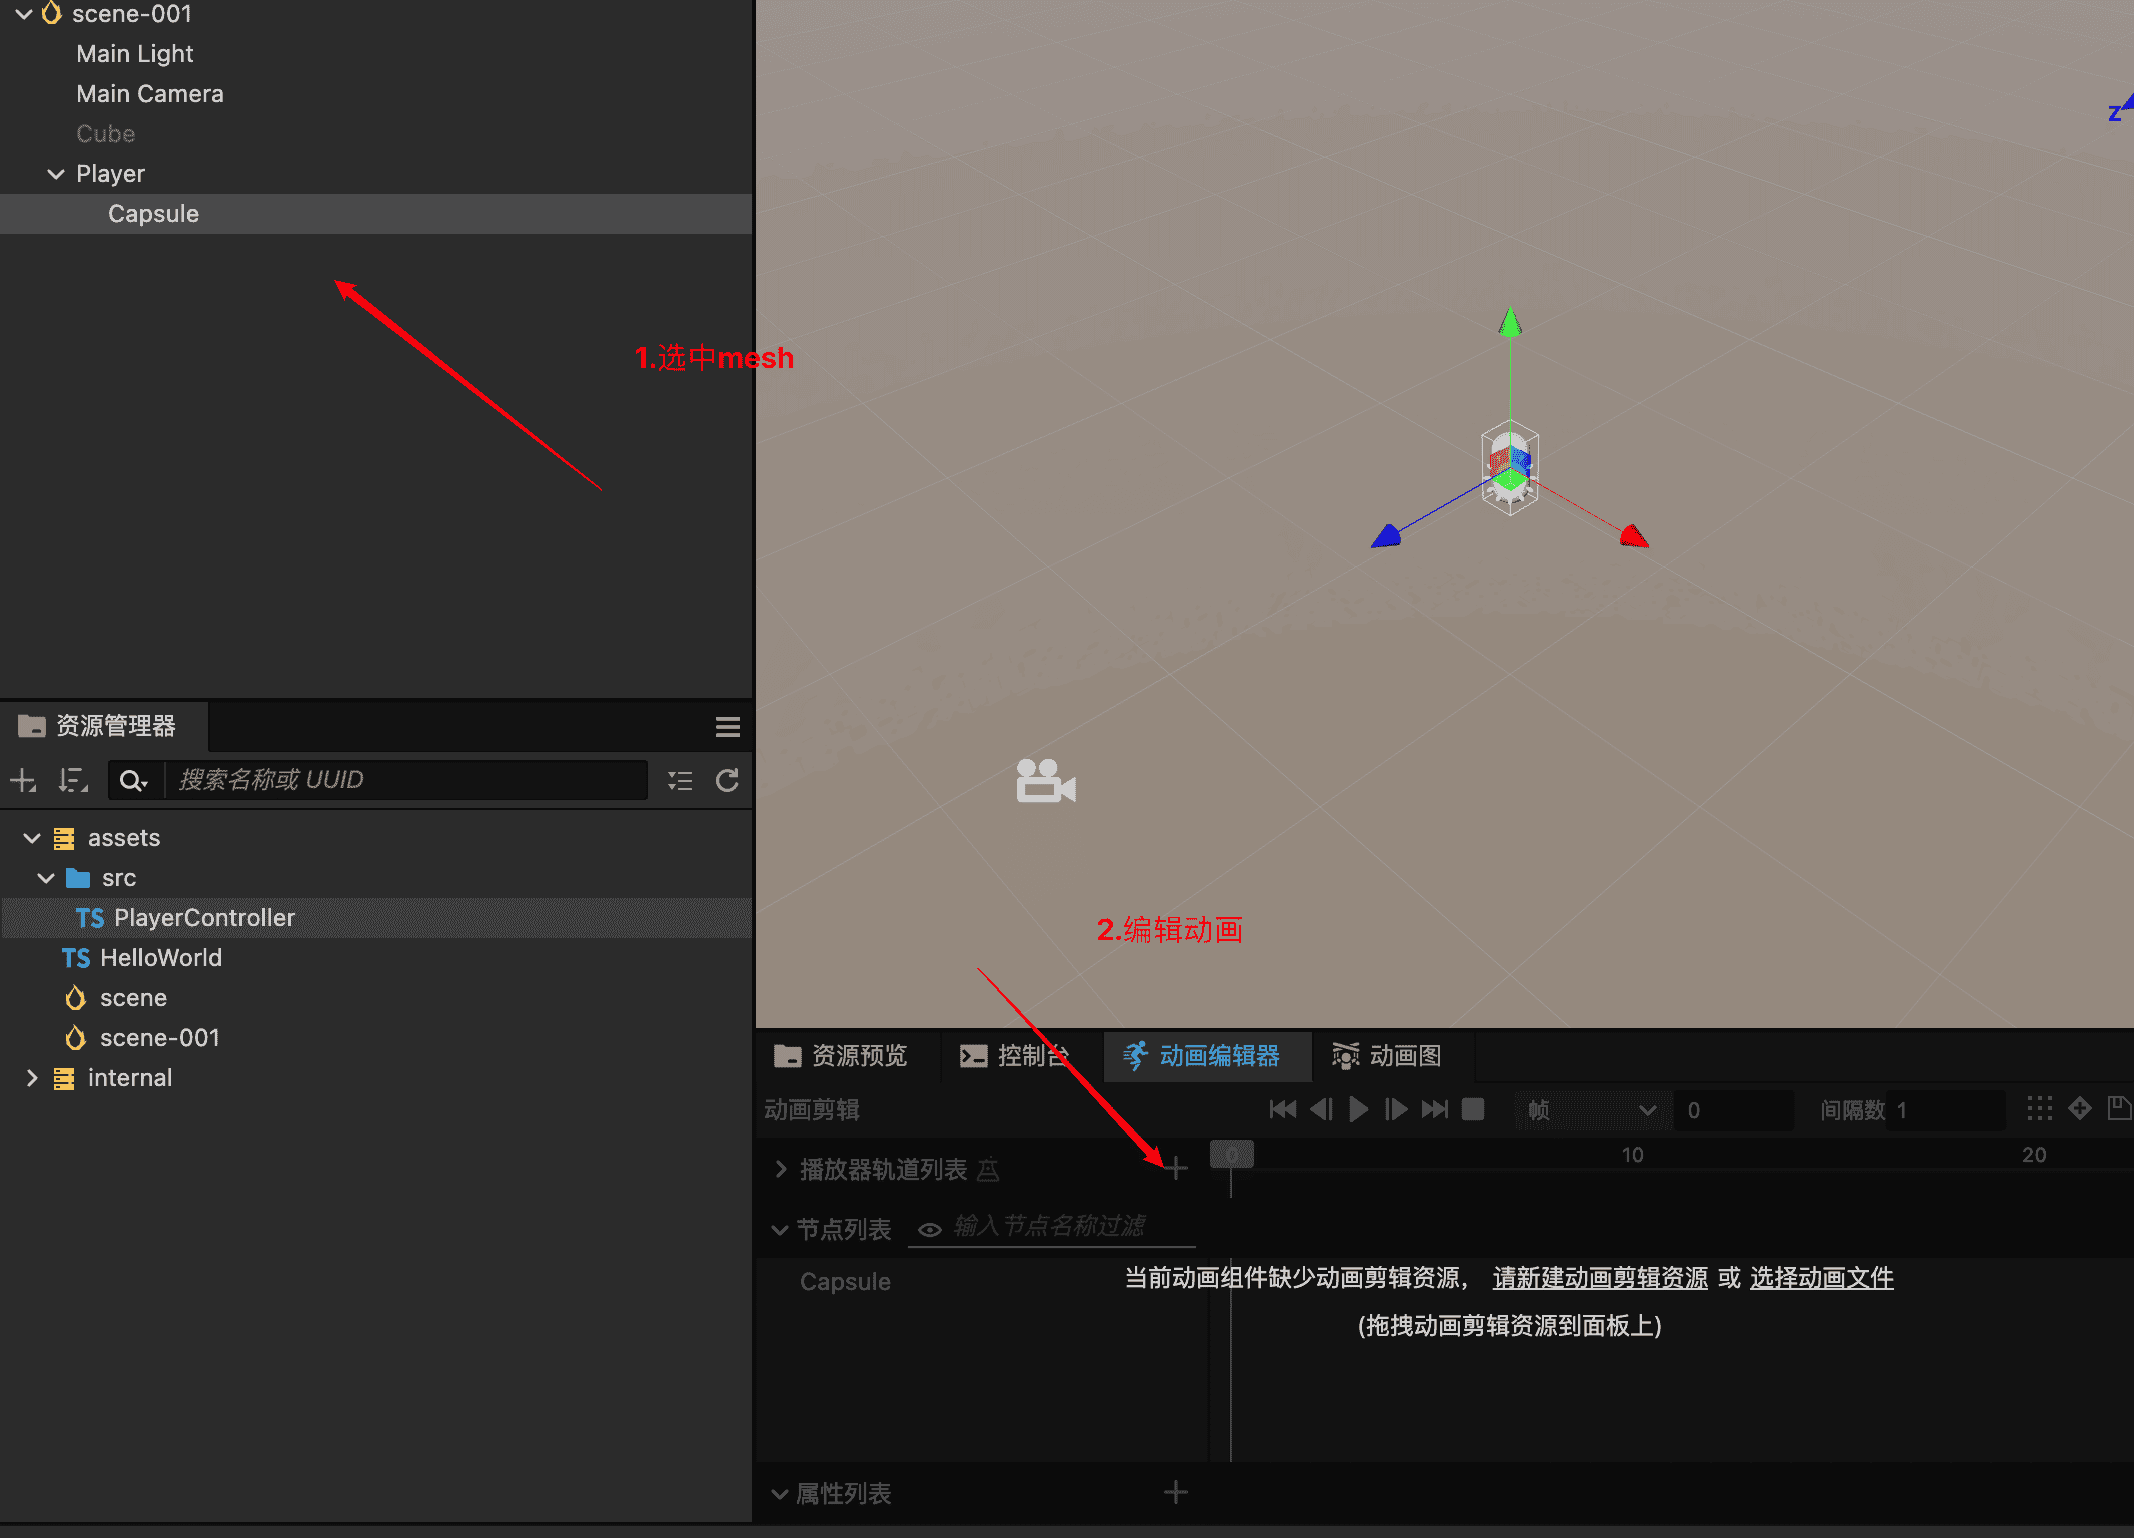 scene-001
Main Light
Main Camera
Cube
Player
Capsule
1.选中mesh
z
资源管理器
搜索名称或 UUID
assets
src
TS PlayerController
TS HelloWorld
scene
scene-001
internal
2.编辑动画
资源预览
控制台
动画编辑器
动画图
动画剪辑
帧
0
间隔数 1
播放器轨道列表
0
10
20
节点列表
输入节点名称过滤
Capsule
当前动画组件缺少动画剪辑资源， 请新建动画剪辑资源 或 选择动画文件
(拖拽动画剪辑资源到面板上)
属性列表